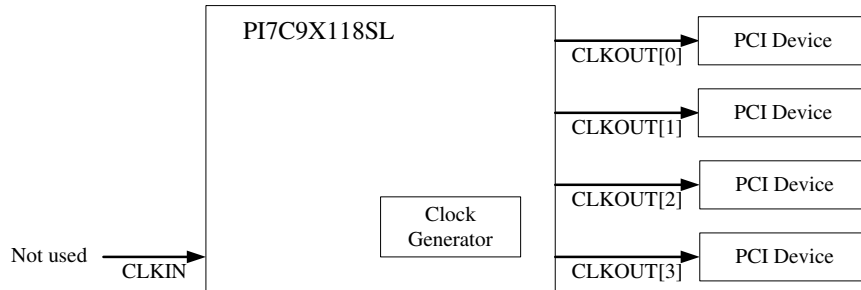 PI7C9X118SL
CLKOUT[0]
PCI Device
CLKOUT[1]
PCI Device
CLKOUT[2]
PCI Device
Clock
Generator
Not used
CLKIN
CLKOUT[3]
PCI Device